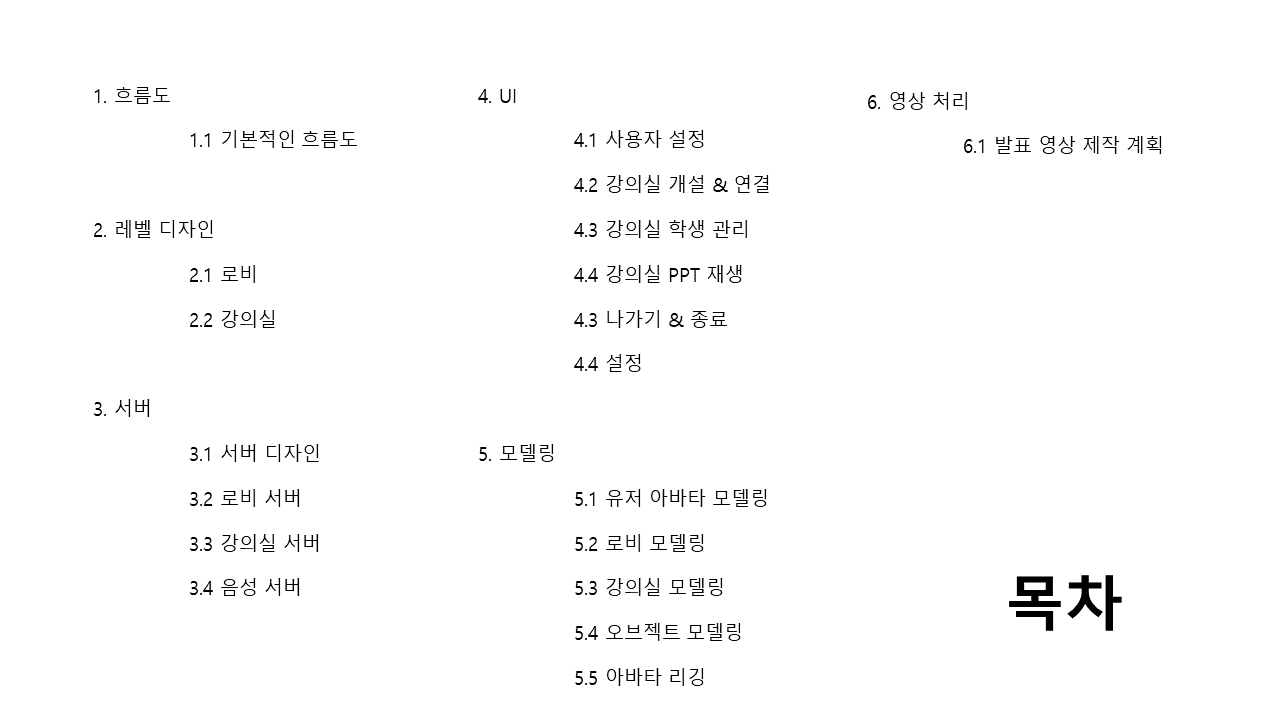 1. 흐름도
1.1 기본적인 흐름도
2. 레벨 디자인
2.1 로비
2.2 강의실
3. 서버
3.1 서버 디자인
3.2 로비 서버
3.3 강의실 서버
3.4 음성 서버
4. UI
4.1 사용자 설정
4.2 강의실 개설 & 연결
4.3 강의실 학생 관리
4.4 강의실 PPT 재생
4.3 나가기 & 종료
4.4 설정
5. 모델링
5.1 유저 아바타 모델링
5.2 로비 모델링
5.3 강의실 모델링
5.4 오브젝트 모델링
5.5 아바타 리깅
6. 영상 처리
6.1 발표 영상 제작 계획
목차